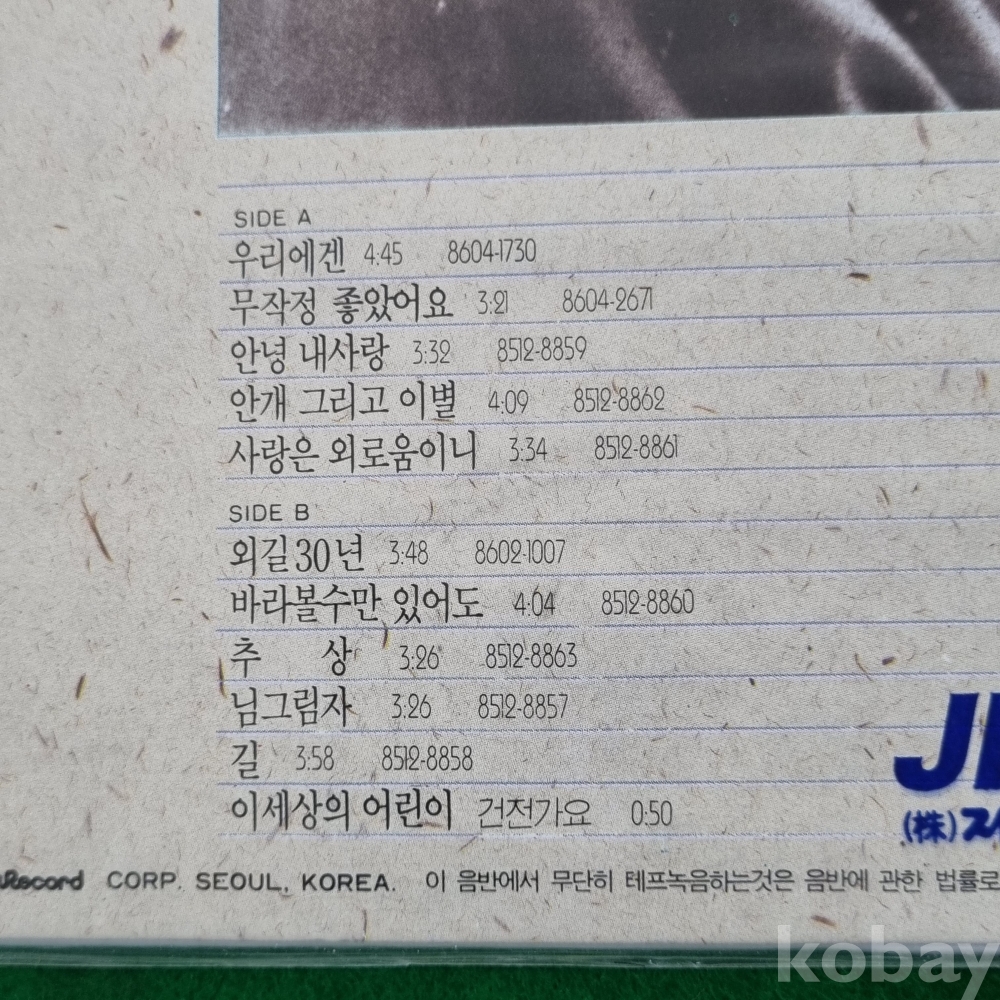 SIDE A
우리에겐 4:45 8604-1730
무작정 좋았어요 3:21 8604-2671
안녕 내사랑 3:32 8512-8859
안개 그리고 이별 4:09 8512-8862
사랑은 외로움이니 3:34 8512-8861
SIDE B
외길30년 3:48 8602-1007
바라볼수만 있어도 4:04 8512-8860
추 상 3:26 8512-8863
님그림자 3:26 8512-8857
길 3:58 8512-8858
이세상의 어린이 건전가요 0:50
(株)
Record CORP. SEOUL, KOREA. 이 음반에서 무단히 테프녹음하는것은 음반에 관한 법률로
kobay